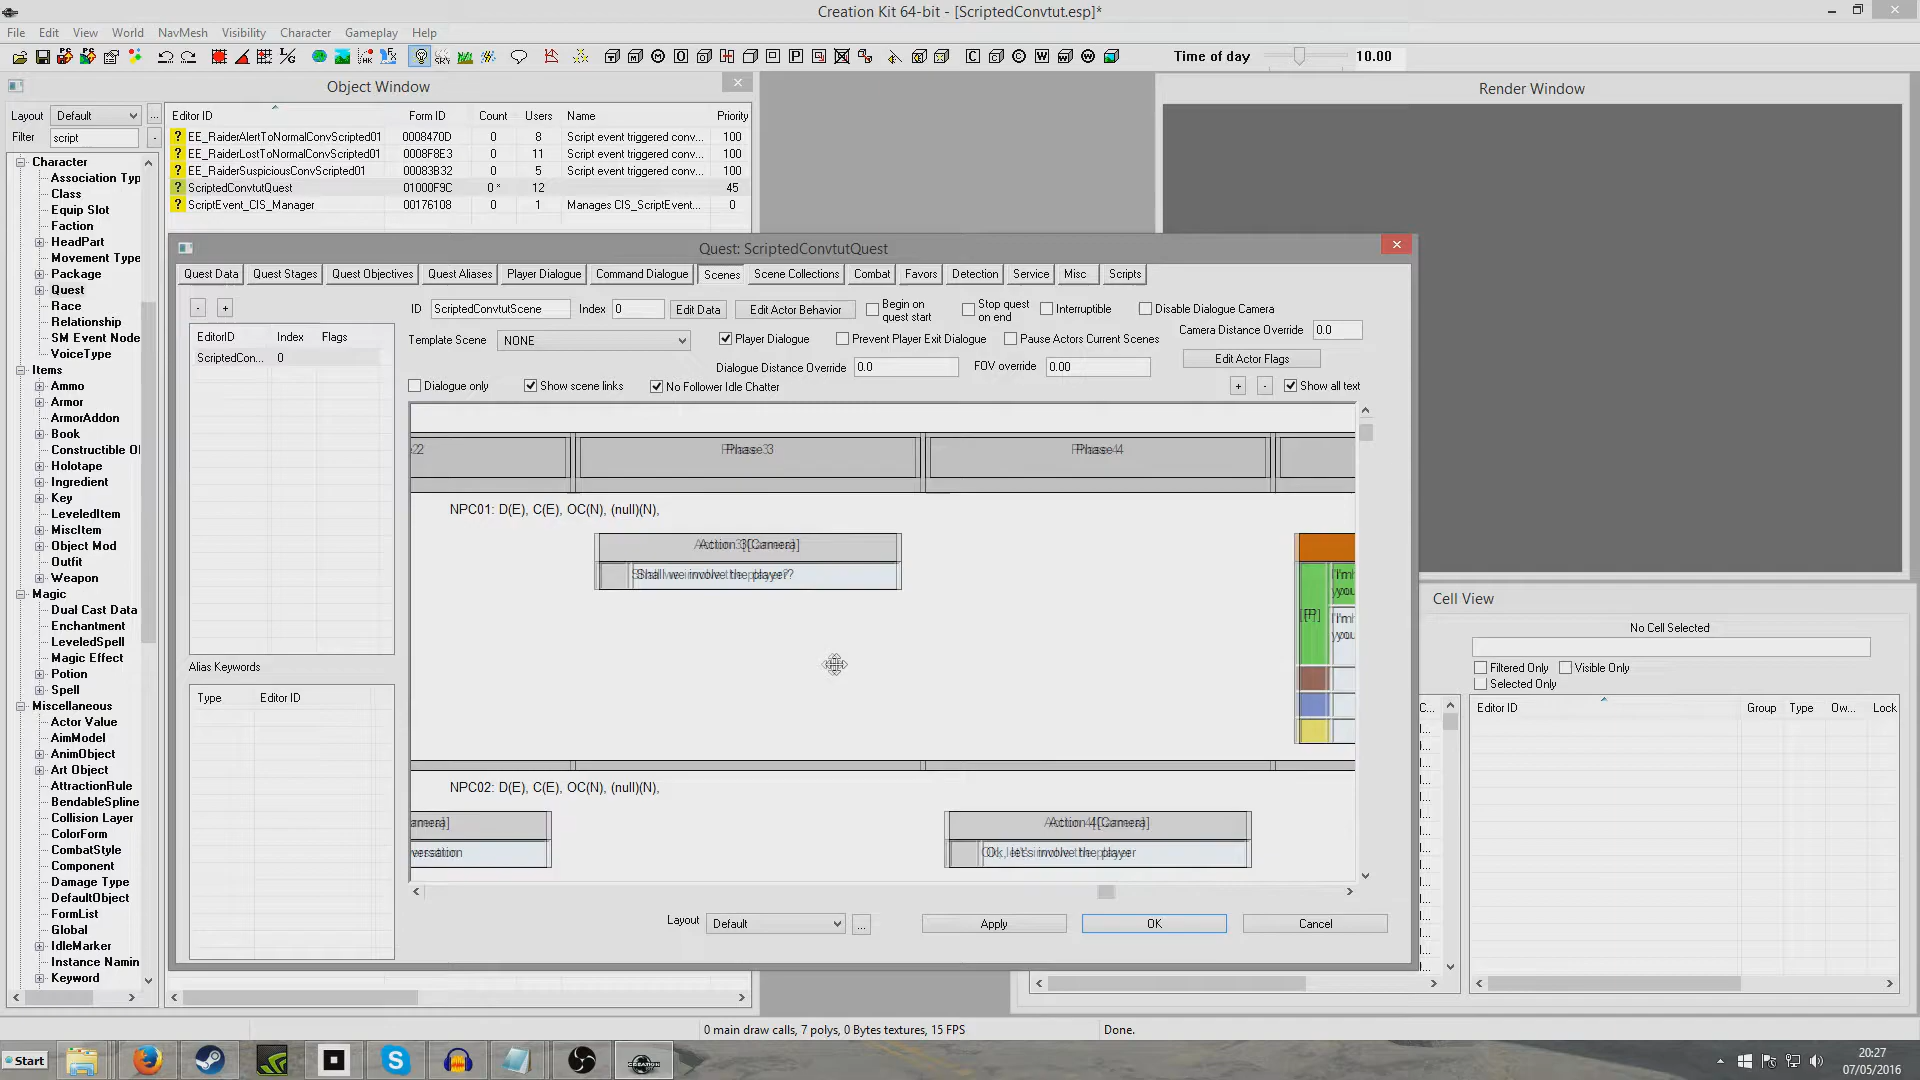 Creation Kit 64-bit - [ScriptedConvtut.esp]*
File Edit View World NavMesh Visibility Character Gameplay Help
Time of day 10.00
Object Window
Render Window
Layout Default ...
Filter script
Editor ID Form ID Count Users Name Priority
EE_RaiderAlertToNormalConvScripted01 0008470D 0 8 Script event triggered conv... 100
EE_RaiderLostToNormalConvScripted01 0008F8E3 0 11 Script event triggered conv... 100
EE_RaiderSuspiciousConvScripted01 00083B32 0 5 Script event triggered conv... 100
ScriptedConvtutQuest 01000F9C 0 * 12 45
ScriptEvent_CIS_Manager 00176108 0 1 Manages CIS_ScriptEvent... 0
Character
Association Typ
Class
Equip Slot
Faction
HeadPart
Movement Type
Package
Quest
Race
Relationship
SM Event Node
VoiceType
Items
Ammo
Armor
ArmorAddon
Book
Constructible Ol
Holotape
Ingredient
Key
LeveledItem
MiscItem
Object Mod
Outfit
Weapon
Magic
Dual Cast Data
Enchantment
LeveledSpell
Magic Effect
Potion
Spell
Miscellaneous
Actor Value
AimModel
AnimObject
Art Object
AttractionRule
BendableSpline
Collision Layer
ColorForm
CombatStyle
Component
Damage Type
DefaultObject
FormList
Global
IdleMarker
Instance Namin
Keyword
Quest: ScriptedConvtutQuest
Quest Data Quest Stages Quest Objectives Quest Aliases Player Dialogue Command Dialogue Scenes Scene Collections Combat Favors Detection Service Misc Scripts
- +
EditorID Index Flags
ScriptedCon... 0
Alias Keywords
Type Editor ID
ID ScriptedConvtutScene Index 0 Edit Data Edit Actor Behavior Begin on quest start Stop quest on end Interruptible Disable Dialogue Camera
Camera Distance Override 0.0
Template Scene NONE Player Dialogue Prevent Player Exit Dialogue Pause Actors Current Scenes
Edit Actor Flags
Dialogue Distance Override 0.0 FOV override 0.00
Dialogue only Show scene links No Follower Idle Chatter + - Show all text
2 Phase 3 Phase 4
NPC01: D(E), C(E), OC(N), (null)(N),
Action 3[Camera]
Shall we involve the player?
I'm
you
[P]
I'm
you
NPC02: D(E), C(E), OC(N), (null)(N),
amera] Action 4[Camera]
versation Ok, let's involve the player
Layout Default ... Apply OK Cancel
Cell View
No Cell Selected
Filtered Only Visible Only
Selected Only
C... Editor ID Group Type Ow... Lock
I...
I...
I...
I...
I...
I...
I...
I...
I...
I...
I...
I...
I...
I...
0 main draw calls, 7 polys, 0 Bytes textures, 15 FPS Done.
Start
20:27
07/05/2016